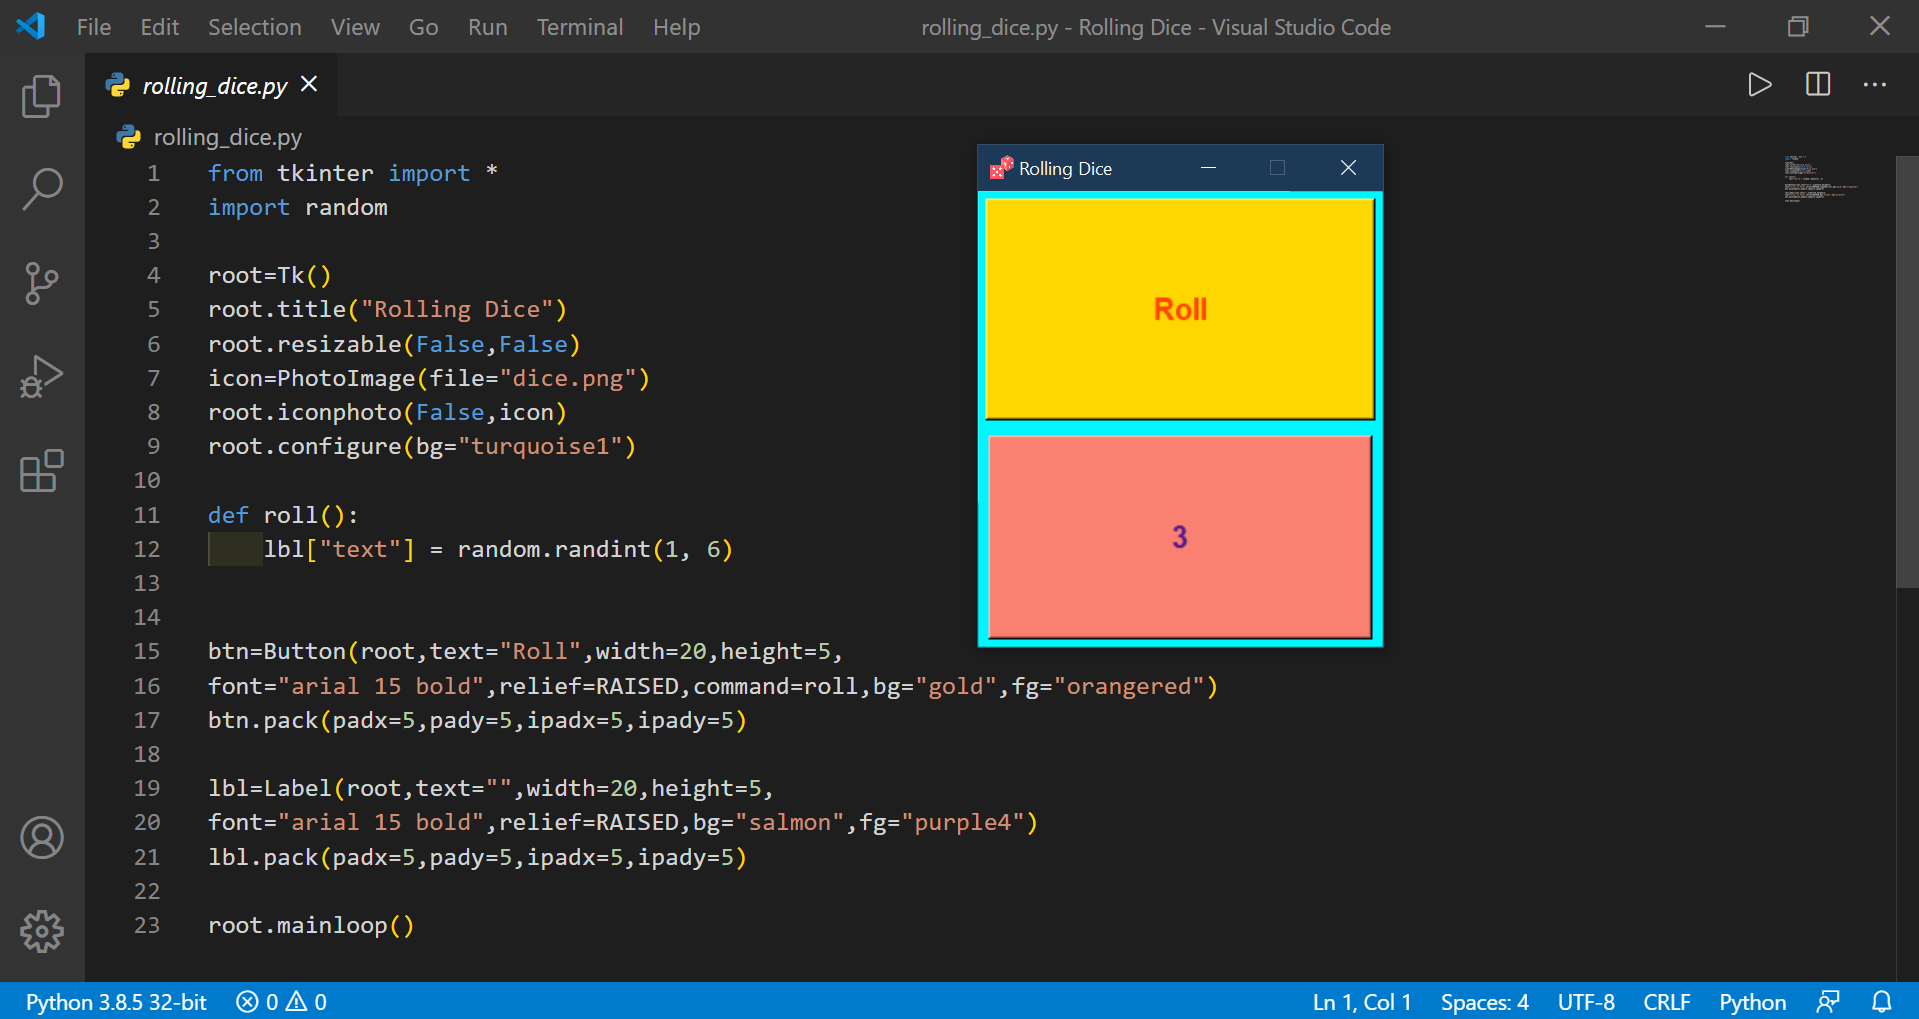 File Edit Selection View Go Run Terminal Help rolling_dice.py - Rolling Dice - Visual Studio Code
rolling_dice.py
rolling_dice.py
1 from tkinter import *
2 import random
3
4 root=Tk()
5 root.title("Rolling Dice")
6 root.resizable(False,False)
7 icon=PhotoImage(file="dice.png")
8 root.iconphoto(False,icon)
9 root.configure(bg="turquoise1")
10
11 def roll():
12     lbl["text"] = random.randint(1, 6)
13
14
15 btn=Button(root,text="Roll",width=20,height=5,
16 font="arial 15 bold",relief=RAISED,command=roll,bg="gold",fg="orangered")
17 btn.pack(padx=5,pady=5,ipadx=5,ipady=5)
18
19 lbl=Label(root,text="",width=20,height=5,
20 font="arial 15 bold",relief=RAISED,bg="salmon",fg="purple4")
21 lbl.pack(padx=5,pady=5,ipadx=5,ipady=5)
22
23 root.mainloop()
Rolling Dice
Roll
3
Python 3.8.5 32-bit 0 0 Ln 1, Col 1 Spaces: 4 UTF-8 CRLF Python